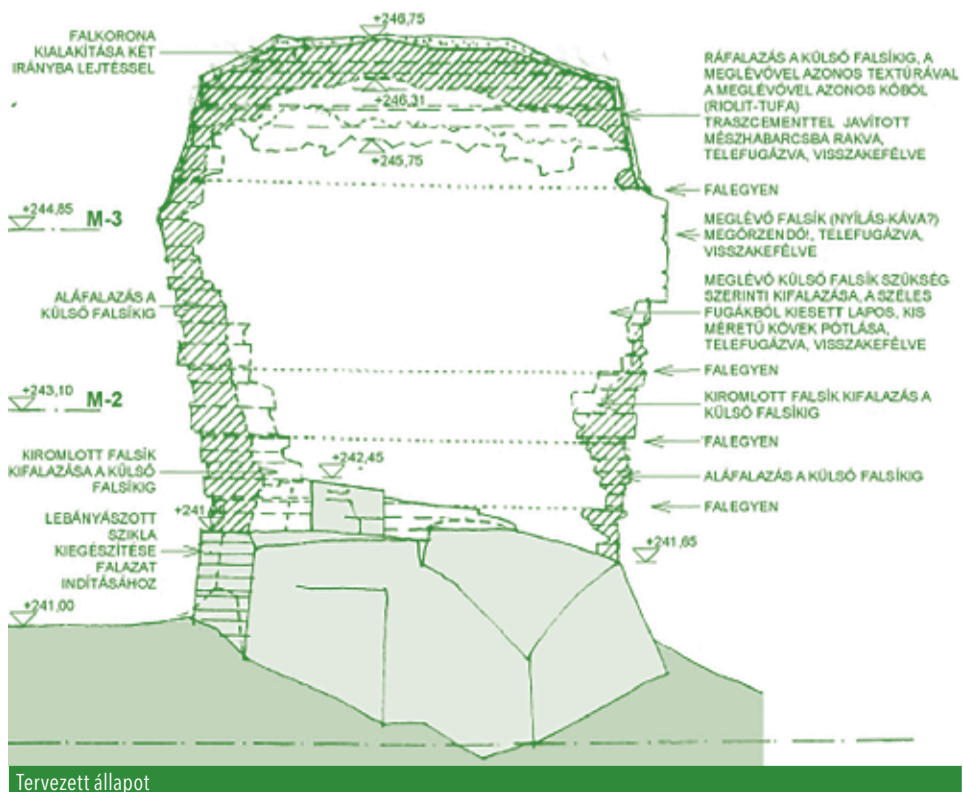 +246,75
FALKORONA
KIALAKÍTÁSA KÉT
IRÁNYBA LEJTÉSSEL
RÁFALAZÁS A KÜLSŐ FALSÍKIG, A
MEGLÉVŐVEL AZONOS TEXTÚRÁVAL
A MEGLÉVŐVEL AZONOS KŐBŐL
(RIOLIT-TUFA)
TRASZCEMENTTEL JAVÍTOTT
MÉSZHABARCSBA RAKVA,
TELEFUGÁZVA, VISSZAKEFÉLVE
+246,31
+245,75
FALEGYEN
+244,85 M-3
MEGLÉVŐ FALSÍK (NYÍLÁS-KÁVA?)
MEGŐRZENDŐ!, TELEFUGÁZVA,
VISSZAKEFÉLVE
ALÁFALAZÁS A
KÜLSŐ FALSÍKIG
MEGLÉVŐ KÜLSŐ FALSÍK SZÜKSÉG
SZERINTI KIFALAZÁSA, A SZÉLES
FUGÁKBÓL KIESETT LAPOS, KIS
MÉRETŰ KÖVEK PÓTLÁSA,
TELEFUGÁZVA, VISSZAKEFÉLVE
FALEGYEN
+243,10 M-2
KIROMLOTT FALSÍK KIFALAZÁSA A
KÜLSŐ FALSÍKIG
FALEGYEN
KIROMLOTT FALSÍK
KIFALAZÁSA A KÜLSŐ
FALSÍKIG
+242,45
ALÁFALAZÁS A KÜLSŐ FALSÍKIG
FALEGYEN
+241
LEBÁNYÁSZOTT
SZIKLA
KIEGÉSZÍTÉSE
FALAZAT
INDÍTÁSÁHOZ
+241,65
+241,00
Tervezett állapot